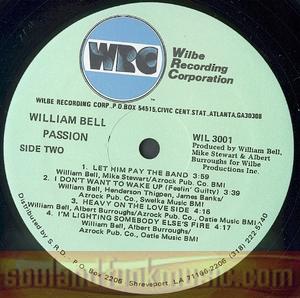 WRC
Wilbe
Recording
Corporation
WILBE RECORDING CORP. P.O.BOX 54515,CIVIC CENT.STAT.,ATLANTA,GA30308
WILLIAM BELL
PASSION
SIDE TWO
WIL 3001
Produced by William Bell,
Mike Stewart & Albert
Burroughs for Wilbe
Productions Inc.
1. LET HIM PAY THE BAND 3:59
William Bell, Mike Stewart/Azrock Pub. Co. BMI
2. I DON'T WANT TO WAKE UP (Feelin' Guilty) 3:39
William Bell, Henderson Thigpen, James Banks/
Azrock Pub. Co., Swelka Music BMI
3. HEAVY ON THE LOVE SIDE 4:16
William Bell, Albert Burroughs/Azrock Pub. Co., Oatie Music BMI
4. I'M LIGHTING SOMEBODY ELSE'S FIRE 4:17
William Bell, Albert Burroughs/
Azrock Pub. Co., Oatie Music BMI
Distributed by S.R.D. P.O. Box 2206 Shreveport, LA 71166-2206 (318) 222-5740
soulandfunkmusic.com